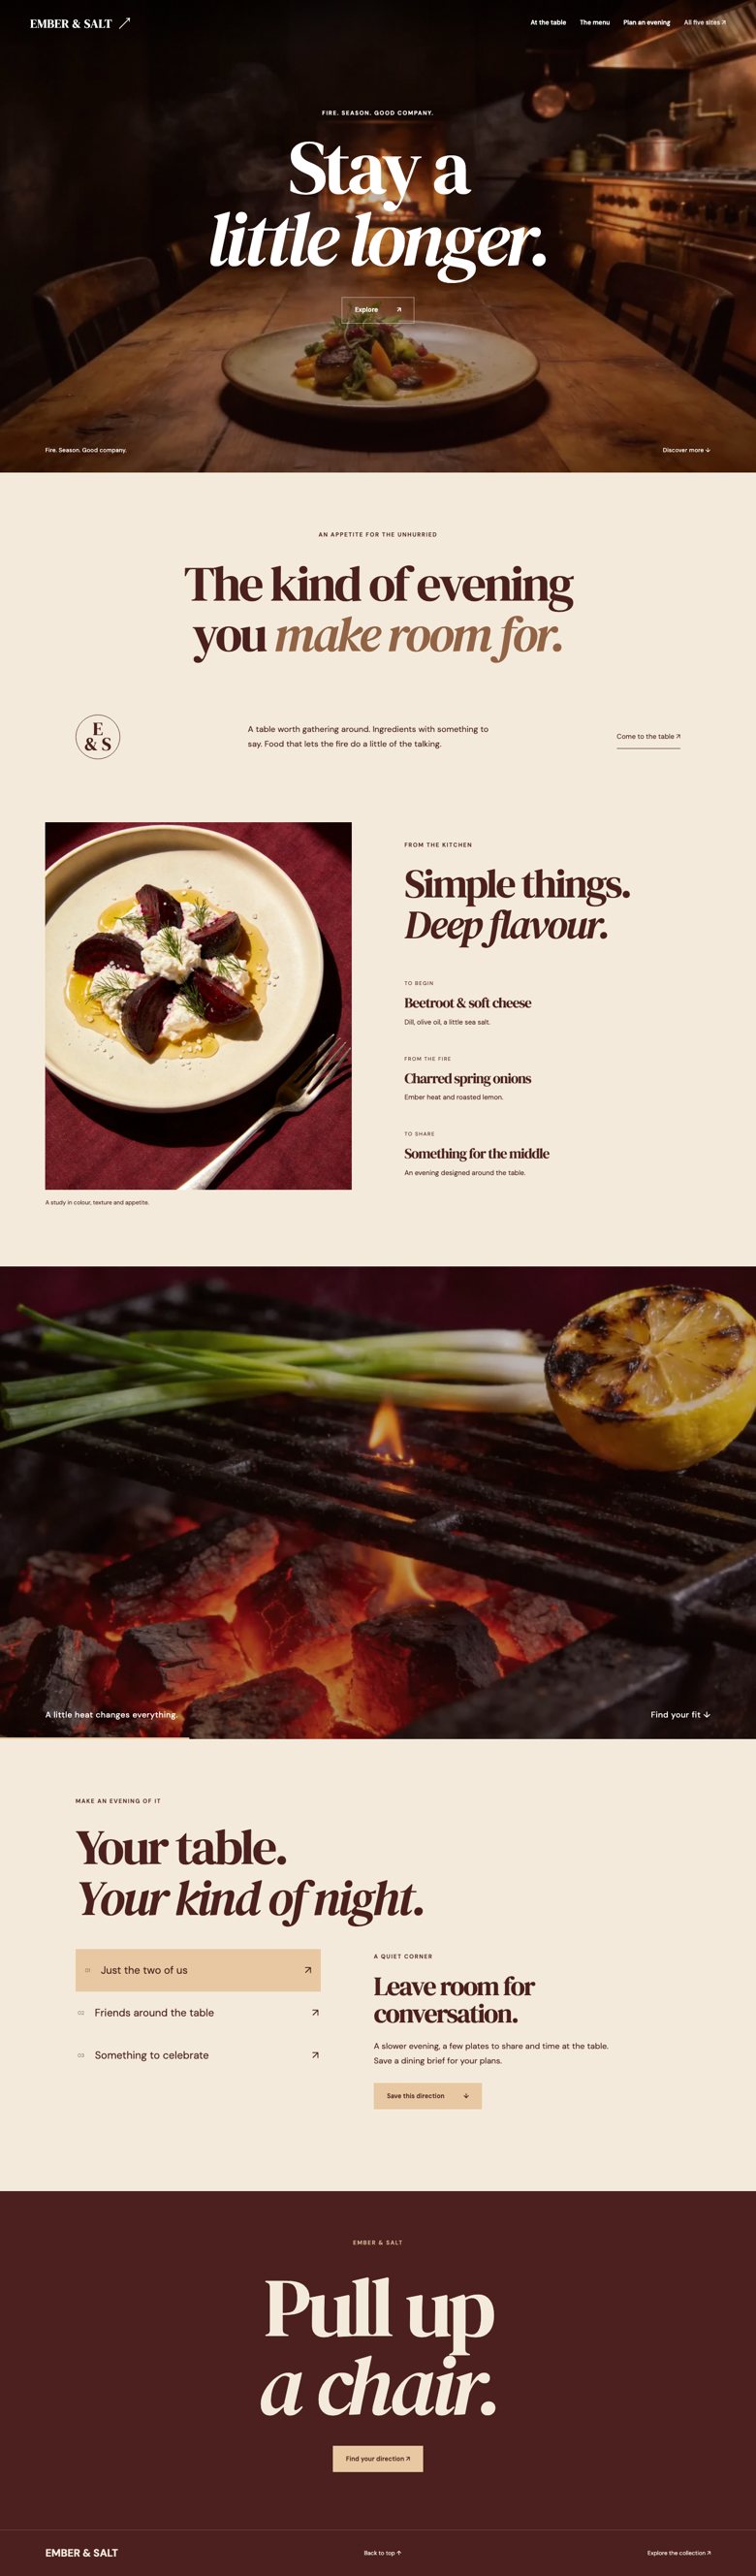 EMBER & SALT
At the table
The menu
Plan an evening
All five sites ↗
FIRE. SEASON. GOOD COMPANY.
Stay a
little longer.
Explore ↗
Fire. Season. Good company.
Discover more ↓
AN APPETITE FOR THE UNHURRIED
The kind of evening
you make room for.
E
& S
A table worth gathering around. Ingredients with something to
say. Food that lets the fire do a little of the talking.
Come to the table ↗
FROM THE KITCHEN
Simple things.
Deep flavour.
TO BEGIN
Beetroot & soft cheese
Dill, olive oil, a little sea salt.
FROM THE FIRE
Charred spring onions
Ember heat and roasted lemon.
TO SHARE
Something for the middle
An evening designed around the table.
A study in colour, texture and appetite.
A little heat changes everything.
Find your fit ↓
MAKE AN EVENING OF IT
Your table.
Your kind of night.
01 Just the two of us ↗
02 Friends around the table ↗
03 Something to celebrate ↗
A QUIET CORNER
Leave room for
conversation.
A slower evening, a few plates to share and time at the table.
Save a dining brief for your plans.
Save this direction ↓
EMBER & SALT
Pull up
a chair.
Find your direction ↗
EMBER & SALT
Back to top ↑
Explore the collection ↗